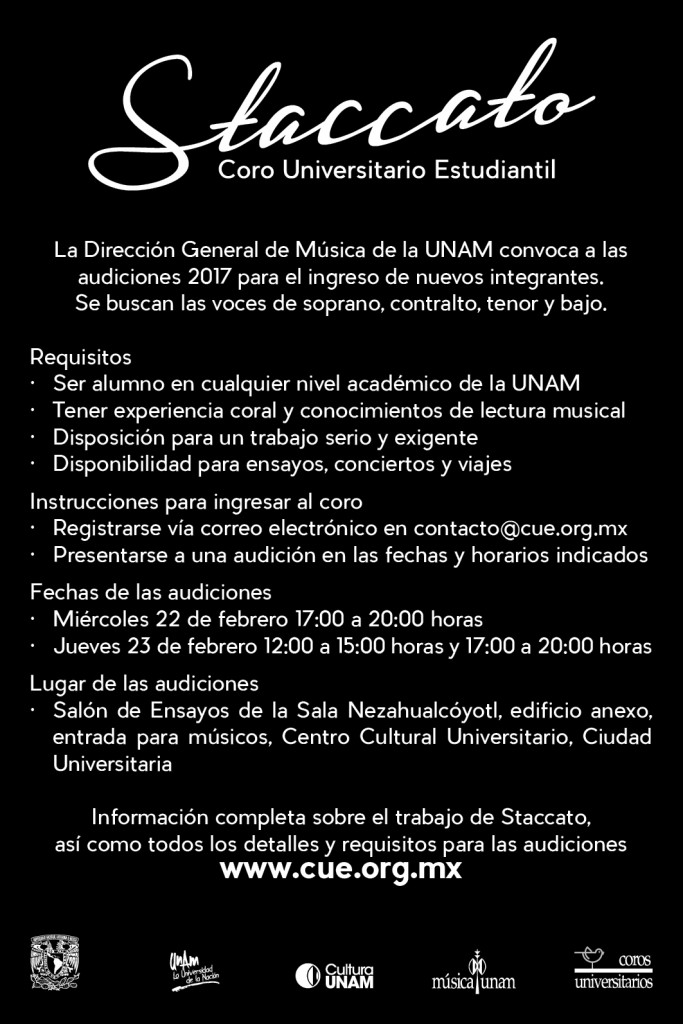 Staccato
Coro Universitario Estudiantil
La Dirección General de Música de la UNAM convoca a las
audiciones 2017 para el ingreso de nuevos integrantes.
Se buscan las voces de soprano, contralto, tenor y bajo.
Requisitos
· Ser alumno en cualquier nivel académico de la UNAM
· Tener experiencia coral y conocimientos de lectura musical
· Disposición para un trabajo serio y exigente
· Disponibilidad para ensayos, conciertos y viajes
Instrucciones para ingresar al coro
· Registrarse vía correo electrónico en contacto@cue.org.mx
· Presentarse a una audición en las fechas y horarios indicados
Fechas de las audiciones
· Miércoles 22 de febrero 17:00 a 20:00 horas
· Jueves 23 de febrero 12:00 a 15:00 horas y 17:00 a 20:00 horas
Lugar de las audiciones
· Salón de Ensayos de la Sala Nezahualcóyotl, edificio anexo,
entrada para músicos, Centro Cultural Universitario, Ciudad
Universitaria
Información completa sobre el trabajo de Staccato,
así como todos los detalles y requisitos para las audiciones
www.cue.org.mx
UnAm
La Universidad
de la Nación
Cultura
UNAM
música unam
coros
universitarios